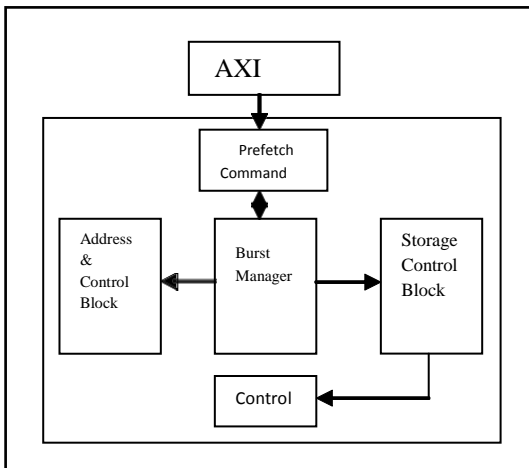 AXI
Prefetch
Command
Address
&
Control
Block
Burst
Manager
Storage
Control
Block
Control